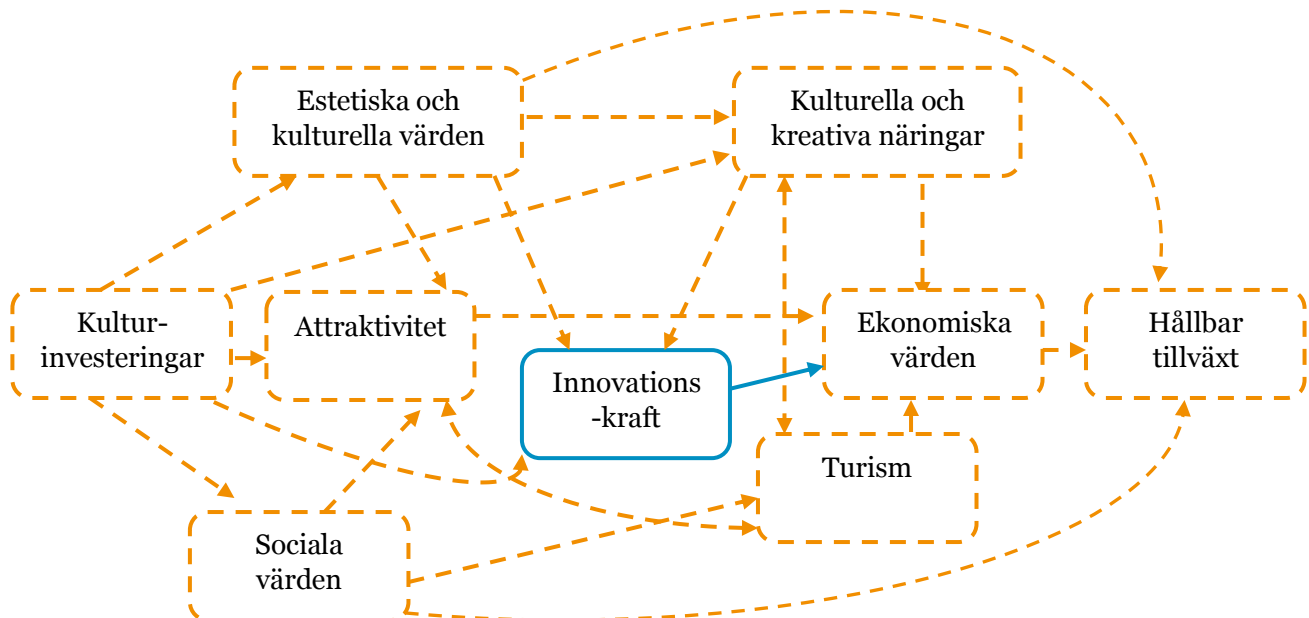 Estetiska och
kulturella värden
Kulturella och
kreativa näringar
Kultur-
investeringar
Attraktivitet
Innovations
-kraft
Ekonomiska
värden
Hållbar
tillväxt
Turism
Sociala
värden